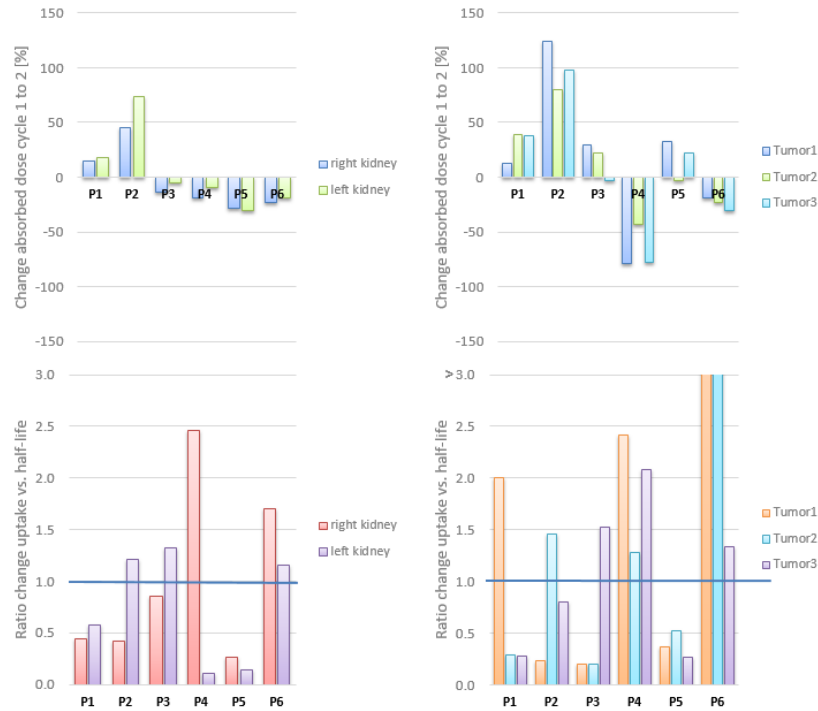 Change absorbed dose cycle 1 to 2 [%]
150
100
50
0
-50
-100
-150
P1 P2 P3 P4 P5 P6
right kidney
left kidney
Change absorbed dose cycle 1 to 2 [%]
150
100
50
0
-50
-100
-150
P1 P2 P3 P4 P5 P6
Tumor1
Tumor2
Tumor3
Ratio change uptake vs. half-life
3.0
2.5
2.0
1.5
1.0
0.5
0.0
P1 P2 P3 P4 P5 P6
right kidney
left kidney
Ratio change uptake vs. half-life
>3.0
2.5
2.0
1.5
1.0
0.5
0.0
P1 P2 P3 P4 P5 P6
Tumor1
Tumor2
Tumor3